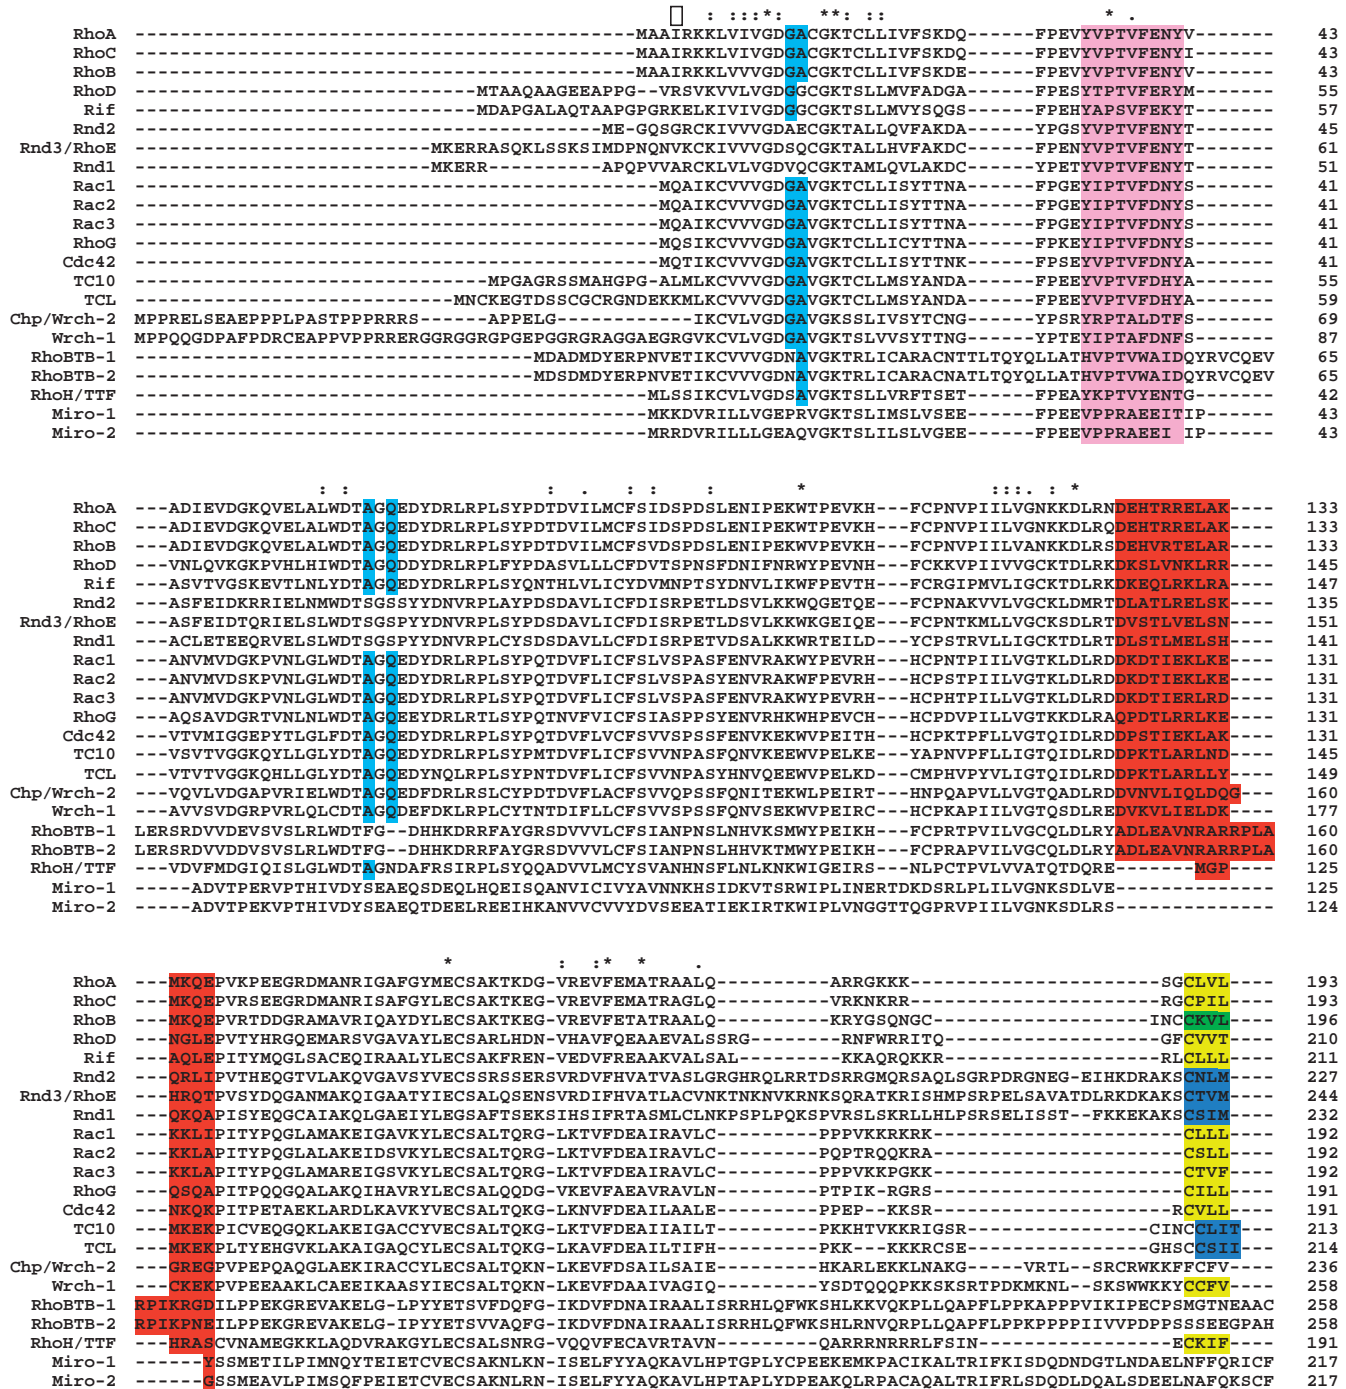 ▯ : :::*: **: :: * .
RhoA ---------------------------------------------MAAIRKKLVIVGDGACGKTCLLIVFSKDQ------FPEVYVPTVFENYV------- 43
RhoC ---------------------------------------------MAAIRKKLVIVGDGACGKTCLLIVFSKDQ------FPEVYVPTVFENYI------- 43
RhoB ---------------------------------------------MAAIRKKLVVVGDGACGKTCLLIVFSKDE------FPEVYVPTVFENYV------- 43
RhoD ------------------------------MTAAQAAGEEAPPG-VRSVKVVLVGDGGCGKTSLLMVFADGA------FPESYTPTVFERYM------- 55
Rif ------------------------------MDAPGALAQTAAPGPGRKELKIVIVGDGGCGKTSLLMVYSQGS------FPEHYAPSVFEKYT------- 57
Rnd2 -----------------------------------------ME-GQSGRCKIVVVGDAECGKTALLQVFAKDA------YPGSYVPTVFENYT------- 45
Rnd3/RhoE --------------------------MKERRASQKLSSKSIMDPNQNVKCKIVVVGDSQCGKTALLHVFAKDC------FPENYVPTVFENYT------- 61
Rnd1 --------------------------MKERR----------APQPVVARCKLVLVGDVQCGKTAMLQVLAKDC------YPETYVPTVFENYT------- 51
Rac1 -----------------------------------------------MQAIKCVVVGDGAVGKTCLLISYTTNA------FPGEYIPTVFDNYS------- 41
Rac2 -----------------------------------------------MQAIKCVVVGDGAVGKTCLLISYTTNA------FPGEYIPTVFDNYS------- 41
Rac3 -----------------------------------------------MQAIKCVVVGDGAVGKTCLLISYTTNA------FPGEYIPTVFDNYS------- 41
RhoG -----------------------------------------------MQSIKCVVVGDGAVGKTCLLICYTTNA------FPKEYIPTVFDNYS------- 41
Cdc42 -----------------------------------------------MQTIKCVVVGDGAVGKTCLLISYTTNK------FPSEYVPTVFDNYA------- 41
TC10 -------------------------------MPGAGRSSMAHGPG-ALMLKCVVVGDGAVGKTCLLMSYANDA------FPEEYVPTVFDHYA------- 55
TCL ----------------------------MNCKEGTDSSCGCRGNDEKKMLKCVVVGDGAVGKTCLLMSYANDA------FPEEYVPTVFDHYA------- 59
Chp/Wrch-2 MPPRELSEAEPPPLPASTPPPRRRS------APPELG------------IKCVLVGDGAVGKSSLIVSYTCNG------YPSRYRPTALDTFS------- 69
Wrch-1 MPPQQGDPAFPDRCEAPPVPPRRERGGRGGRGPGEPGGRGRAGGAEGRGVKCVLVGDGAVGKTSLVVSYTTNG------YPTEYIPTAFDNFS------- 87
RhoBTB-1 -----------------------------------MDADMDYERPNVETIKCVVVGDNAVGKTRLICARACNTTLTQYQLLATHVPTVWAIDQYRVCQEV 65
RhoBTB-2 -----------------------------------MDSDMDYERPNVETIKCVVVGDNAVGKTRLICARACNATLTQYQLLATHVPTVWAIDQYRVCQEV 65
RhoH/TTF ----------------------------------------------MLSSIKCVLVGDSAVGKTSLLVRFTSET------FPEAYKPTVYENTG------- 42
Miro-1 ----------------------------------------------MKKDVRILLVGEPRVGKTSLIMSLVSEE------FPEEVPPRAEEITIP------ 43
Miro-2 ----------------------------------------------MRRDVRILLLGEAQVGKTSLILSLVGEE------FPEEVPPRAEEI IP------ 43
: : : . : : : * :::. : *
RhoA ---ADIEVDGKQVELALWDTAGQEDYDRLRPLSYPDTDVILMCFSIDSPDSLENIPEKWTPEVKH---FCPNVPIILVGNKKDLRNDEHTRRELAK---- 133
RhoC ---ADIEVDGKQVELALWDTAGQEDYDRLRPLSYPDTDVILMCFSIDSPDSLENIPEKWTPEVKH---FCPNVPIILVGNKKDLRQDEHTRRELAK---- 133
RhoB ---ADIEVDGKQVELALWDTAGQEDYDRLRPLSYPDTDVILMCFSVDSPDSLENIPEKWVPEVKH---FCPNVPIILVANKKDLRSDEHVRTELAR---- 133
RhoD ---VNLQVKGKPVHLHIWDTAGQDDYDRLRPLFYPDASVLLLCFDVTSPNSFDNIFNRWYPEVNH---FCKKVPIIVVGCKTDLRKDKSLVNKLRR---- 145
Rif ---ASVTVGSKEVTLNLYDTAGQEDYDRLRPLSYQNTHLVLICYDVMNPTSYDNVLIKWFPEVTH---FCRGIPMVLIGCKTDLRKDKEQLRKLRA---- 147
Rnd2 ---ASFEIDKRRIELNMWDTSGSSYYDNVRPLAYPDSDAVLICFDISRPETLDSVLKKWQGETQE---FCPNAKVVLVGCKLDMRTDLATLRELSK---- 135
Rnd3/RhoE ---ASFEIDTQRIELSLWDTSGSPYYDNVRPLSYPDSDAVLICFDISRPETLDSVLKKWKGEIQE---FCPNTKMLLVGCKSDLRTDVSTLVELSN---- 151
Rnd1 ---ACLETEEQRVELSLWDTSGSPYYDNVRPLCYSDSDAVLLCFDISRPETVDSALKKWRTEILD---YCPSTRVLLIGCKTDLRTDLSTLMELSH---- 141
Rac1 ---ANVMVDGKPVNLGLWDTAGQEDYDRLRPLSYPQTDVFLICFSLVSPASFENVRAKWYPEVRH---HCPNTPIILVGTKLDLRDDKDTIEKLKE---- 131
Rac2 ---ANVMVDSKPVNLGLWDTAGQEDYDRLRPLSYPQTDVFLICFSLVSPASYENVRAKWFPEVRH---HCPSTPIILVGTKLDLRDDKDTIEKLKE---- 131
Rac3 ---ANVMVDGKPVNLGLWDTAGQEDYDRLRPLSYPQTDVFLICFSLVSPASFENVRAKWYPEVRH---HCPHTPILLVGTKLDLRDDKDTIERLRD---- 131
RhoG ---AQSAVDGRTVNLNLWDTAGQEEYDRLRTLSYPQTNVFVICFSIASPPSYENVRHKWHPEVCH---HCPDVPILLVGTKKDLRAQPDTLRRLKE---- 131
Cdc42 ---VTVMIGGEPYTLGLFDTAGQEDYDRLRPLSYPQTDVFLVCFSVVSPSSFENVKEKWVPEITH---HCPKTPFLLVGTQIDLRDDPSTIEKLAK---- 131
TC10 ---VSVTVGGKQYLLGLYDTAGQEDYDRLRPLSYPMTDVFLICFSVVNPASFQNVKEEWVPELKE---YAPNVPFLLIGTQIDLRDDPKTLARLND---- 145
TCL ---VTVTVGGKQHLLGLYDTAGQEDYNQLRPLSYPNTDVFLICFSVVNPASYHNVQEEWVPELKD---CMPHVPYVLIGTQIDLRDDPKTLARLLY---- 149
Chp/Wrch-2 ---VQVLVDGAPVRIELWDTAGQEDFDRLRSLCYPDTDVFLACFSVVQPSSFQNITEKWLPEIRT---HNPQAPVLLVGTQADLRDDVNVLIQLDQG--- 160
Wrch-1 ---AVVSVDGRPVRLQLCDTAGQDEFDKLRPLCYTNTDIFLLCFSVVSPSSFQNVSEKWVPEIRC---HCPKAPIILVGTQSDLREDVKVLIELDK---- 177
RhoBTB-1 LERSRDVVDEVSVSLRLWDTFG--DHHKDRRFAYGRSDVVVLCFSIANPNSLNHVKSMWYPEIKH---FCPRTPVILVGCQLDLRYADLEAVNRARRPLA 160
RhoBTB-2 LERSRDVVDDVSVSLRLWDTFG--DHHKDRRFAYGRSDVVVLCFSIANPNSLHHVKTMWYPEIKH---FCPRAPVILVGCQLDLRYADLEAVNRARRPLA 160
RhoH/TTF ---VDVFMDGIQISLGLWDTAGNDAFRSIRPLSYQQADVVLMCYSVANHNSFLNLKNKWIGEIRS---NLPCTPVLVVATQTDQRE-------MGP---- 125
Miro-1 -----ADVTPERVPTHIVDYSEAEQSDEQLHQEISQANVICIVYAVNNKHSIDKVTSRWIPLINERTDKDSRLPLILVGNKSDLVE-------------- 125
Miro-2 -----ADVTPEKVPTHIVDYSEAEQTDEELREEIHKANVVCVVYDVSEEATIEKIRTKWIPLVNGGTTQGPRVPIILVGNKSDLRS-------------- 124
* : :* * .
RhoA ---MKQEPVKPEEGRDMANRIGAFGYMECSAKTKDG-VREVFEMATRAALQ----------ARRGKKK----------------------SGCLVL---- 193
RhoC ---MKQEPVRSEEGRDMANRISAFGYLECSAKTKEG-VREVFEMATRAGLQ----------VRKNKRR----------------------RGCPIL---- 193
RhoB ---MKQEPVRTDDGRAMAVRIQAYDYLECSAKTKEG-VREVFETATRAALQ----------KRYGSQNGC-------------------INCCKVL---- 196
RhoD ---NGLEPVTYHRGQEMARSVGAVAYLECSARLHDN-VHAVFQEAAEVALSSRG-------RNFWRRITQ-------------------GFCVVT---- 210
Rif ---AQLEPITYMQGLSACEQIRAALYLECSAKFREN-VEDVFREAAKVALSAL--------KKAQRQKKR--------------------RLCLLL---- 211
Rnd2 ---QRLIPVTHEQGTVLAKQVGAVSYVECSSRSSERSVRDVFHVATVASLGRGHRQLRRTDSRRGMQRSAQLSGRPDRGNEG-EIHKDRAKSCNLM---- 227
Rnd3/RhoE ---HRQTPVSYDQGANMAKQIGAATYIECSALQSENSVRDIFHVATLACVNKTNKNVKRNKSQRATKRISHMPSRPELSAVATDLRKDKAKSCTVM---- 244
Rnd1 ---QKQAPISYEQGCAIAKQLGAEIYLEGSAFTSEKSIHSIFRTASMLCLNKPSPLPQKSPVRSLSKRLLHLPSRSELISST--FKKEKAKSCSIM---- 232
Rac1 ---KKLIPITYPQGLAMAKEIGAVKYLECSALTQRG-LKTVFDEAIRAVLC---------PPPVKKRKRK----------------------CLLL---- 192
Rac2 ---KKLAPITYPQGLALAKEIDSVKYLECSALTQRG-LKTVFDEAIRAVLC---------PQPTRQQKRA----------------------CSLL---- 192
Rac3 ---KKLAPITYPQGLAMAREIGSVKYLECSALTQRG-LKTVFDEAIRAVLC---------PPPVKKPGKK----------------------CTVF---- 192
RhoG ---QSQAPITPQQGQALAKQIHAVRYLECSALQQDG-VKEVFAEAVRAVLN---------PTPIK-RGRS----------------------CILL---- 191
Cdc42 ---NKQKPITPETAEKLARDLKAVKYVECSALTQKG-LKNVFDEAILAALE---------PPEP--KKSR---------------------RCVLL---- 191
TC10 ---MKEKPICVEQGQKLAKEIGACCYVECSALTQKG-LKTVFDEAIIAILT---------PKKHTVKKRIGSR----------------CINCCLIT--- 213
TCL ---MKEKPLTYEHGVKLAKAIGAQCYLECSALTQKG-LKAVFDEAILTIFH---------PKK--KKKRCSE-----------------GHSCCSII--- 214
Chp/Wrch-2 ---GREGPVPEPQAQGLAEKIRACCYLECSALTQKN-LKEVFDSAILSAIE---------HKARLEKKLNAKG------VRTL-SRCRWKKFFCFV---- 236
Wrch-1 ---CKEKPVPEEAAKLCAEEIKAASYIECSALTQKN-LKEVFDAAIVAGIQ---------YSDTQQQPKKSKSRTPDKMKNL-SKSWWKKYCCFV---- 258
RhoBTB-1 RPIKRGDILPPEKGREVAKELG-LPYYETSVFDQFG-IKDVFDNAIRAALISRRHLQFWKSHLKKVQKPLLQAPFLPPKAPPPVIKIPECPSMGTNEAAC 258
RhoBTB-2 RPIKPNEILPPEKGREVAKELG-IPYYETSVVAQFG-IKDVFDNAIRAALISRRHLQFWKSHLRNVQKPLLQAPFLPPKPPPPIIVVPDPPSSSEEGPAH 258
RhoH/TTF ---HRASCVNAMEGKKLAQDVRAKGYLECSALSNRG-VQQVFECAVRTAVN---------QARRRNRRRLFSIN------------------ECKIF---- 191
Miro-1 ------YSSMETILPIMNQYTEIETCVECSAKNLKN-ISELFYYAQKAVLHPTGPLYCPEEKEMKPACIKALTRIFKISDQDNDGTLNDAELNFFQRICF 217
Miro-2 ------GSSMEAVLPIMSQFPEIETCVECSAKNLRN-ISELFYYAQKAVLHPTAPLYDPEAKQLRPACAQALTRIFRLSDQDLDQALSDEELNAFQKSCF 217